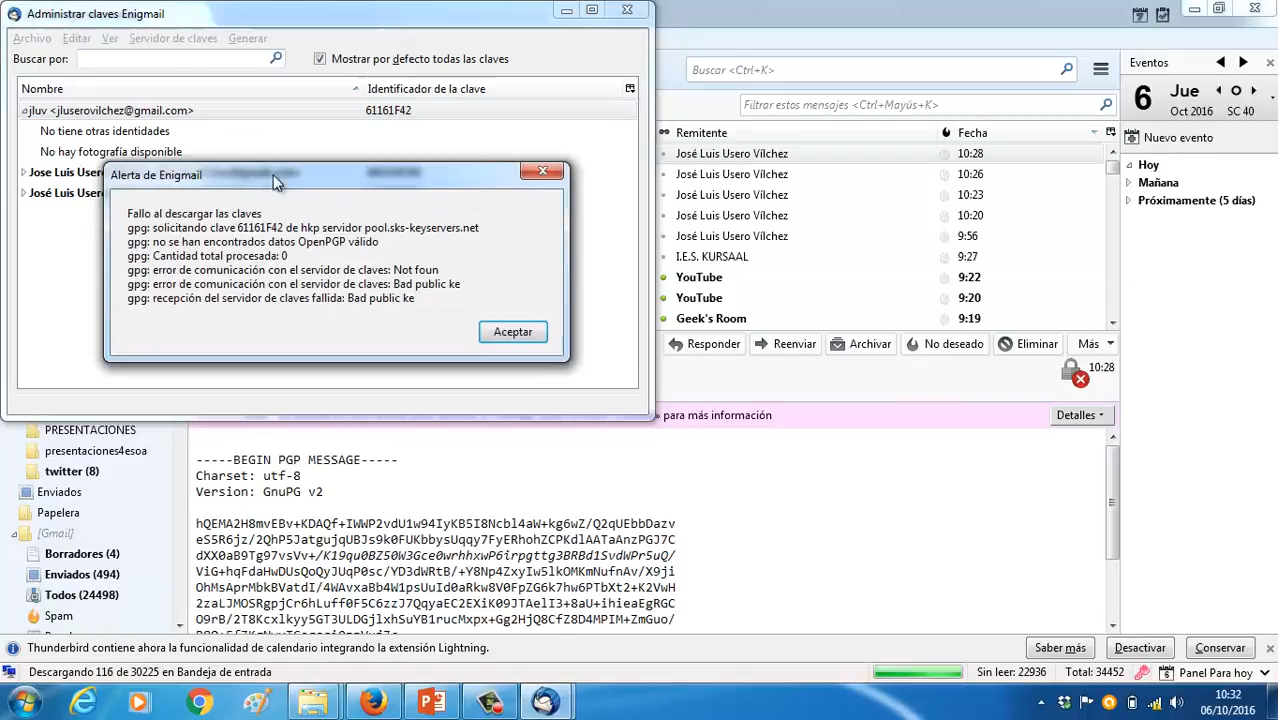 Administrar claves Enigmail
Archivo Editar Ver Servidor de claves Generar
Buscar por: Mostrar por defecto todas las claves
Nombre Identificador de la clave
jluv <jluserovilchez@gmail.com> 61161F42
No tiene otras identidades
No hay fotografía disponible
Jose Luis Usero
José Luis Usero
Alerta de Enigmail
Fallo al descargar las claves
gpg: solicitando clave 61161F42 de hkp servidor pool.sks-keyservers.net
gpg: no se han encontrados datos OpenPGP válido
gpg: Cantidad total procesada: 0
gpg: error de comunicación con el servidor de claves: Not foun
gpg: error de comunicación con el servidor de claves: Bad public ke
gpg: recepción del servidor de claves fallida: Bad public ke
Aceptar
Buscar <Ctrl+K>
Filtrar estos mensajes <Ctrl+Mayús+K>
Remitente Fecha
José Luis Usero Vílchez 10:28
José Luis Usero Vílchez 10:26
José Luis Usero Vílchez 10:23
José Luis Usero Vílchez 10:20
José Luis Usero Vílchez 9:56
I.E.S. KURSAAL 9:27
YouTube 9:22
YouTube 9:20
Geek's Room 9:19
Responder Reenviar Archivar No deseado Eliminar Más
10:28
» para más información Detalles
Eventos
6 Jue
Oct 2016 SC 40
Nuevo evento
Hoy
Mañana
Próximamente (5 días)
PRESENTACIONES
presentaciones4esoa
twitter (8)
Enviados
Papelera
[Gmail]
Borradores (4)
Enviados (494)
Todos (24498)
Spam
-----BEGIN PGP MESSAGE-----
Charset: utf-8
Version: GnuPG v2
hQEMA2H8mvEBv+KDAQf+IWWP2vdU1w94IyKB5I8Ncbl4aW+kg6wZ/Q2qUEbbDazv
eS5R6jz/2QhP5JatgujqUBJs9k0FUKbbysUqqy7FyERhohZCPKdlAATaAnzPGJ7C
dXX0aB9Tg97vsVv+/K19qu0BZ50W3Gce0wrhhxwP6irpgttg3BRBd1SvdWPr5uQ/
ViG+hqFdaHwDUsQoQyJUqP0sc/YD3dWRtB/+Y8Np4ZxyIw5lkOMKmNufnAv/X9ji
OhMsAprMbkBVatdI/4WAvxaBb4W1psUuId0aRkw8V0FpZG6k7hw6PTbXt2+K2VwH
2zaLJMOSRgpjCr6hLuff0F5C6zzJ7QqyaEC2EXiK09JTAelI3+8aU+ihieaEgRGC
O9rB/2T8Kcxlkyy5GT3ULDGjlxhSuYB1rucMxpx+Gg2HjQ8CfZ8D4MPIM+ZmGuo/
Thunderbird contiene ahora la funcionalidad de calendario integrando la extensión Lightning. Saber más Desactivar Conservar
Descargando 116 de 30225 en Bandeja de entrada Sin leer: 22936 Total: 34452 Panel Para hoy
10:32
06/10/2016